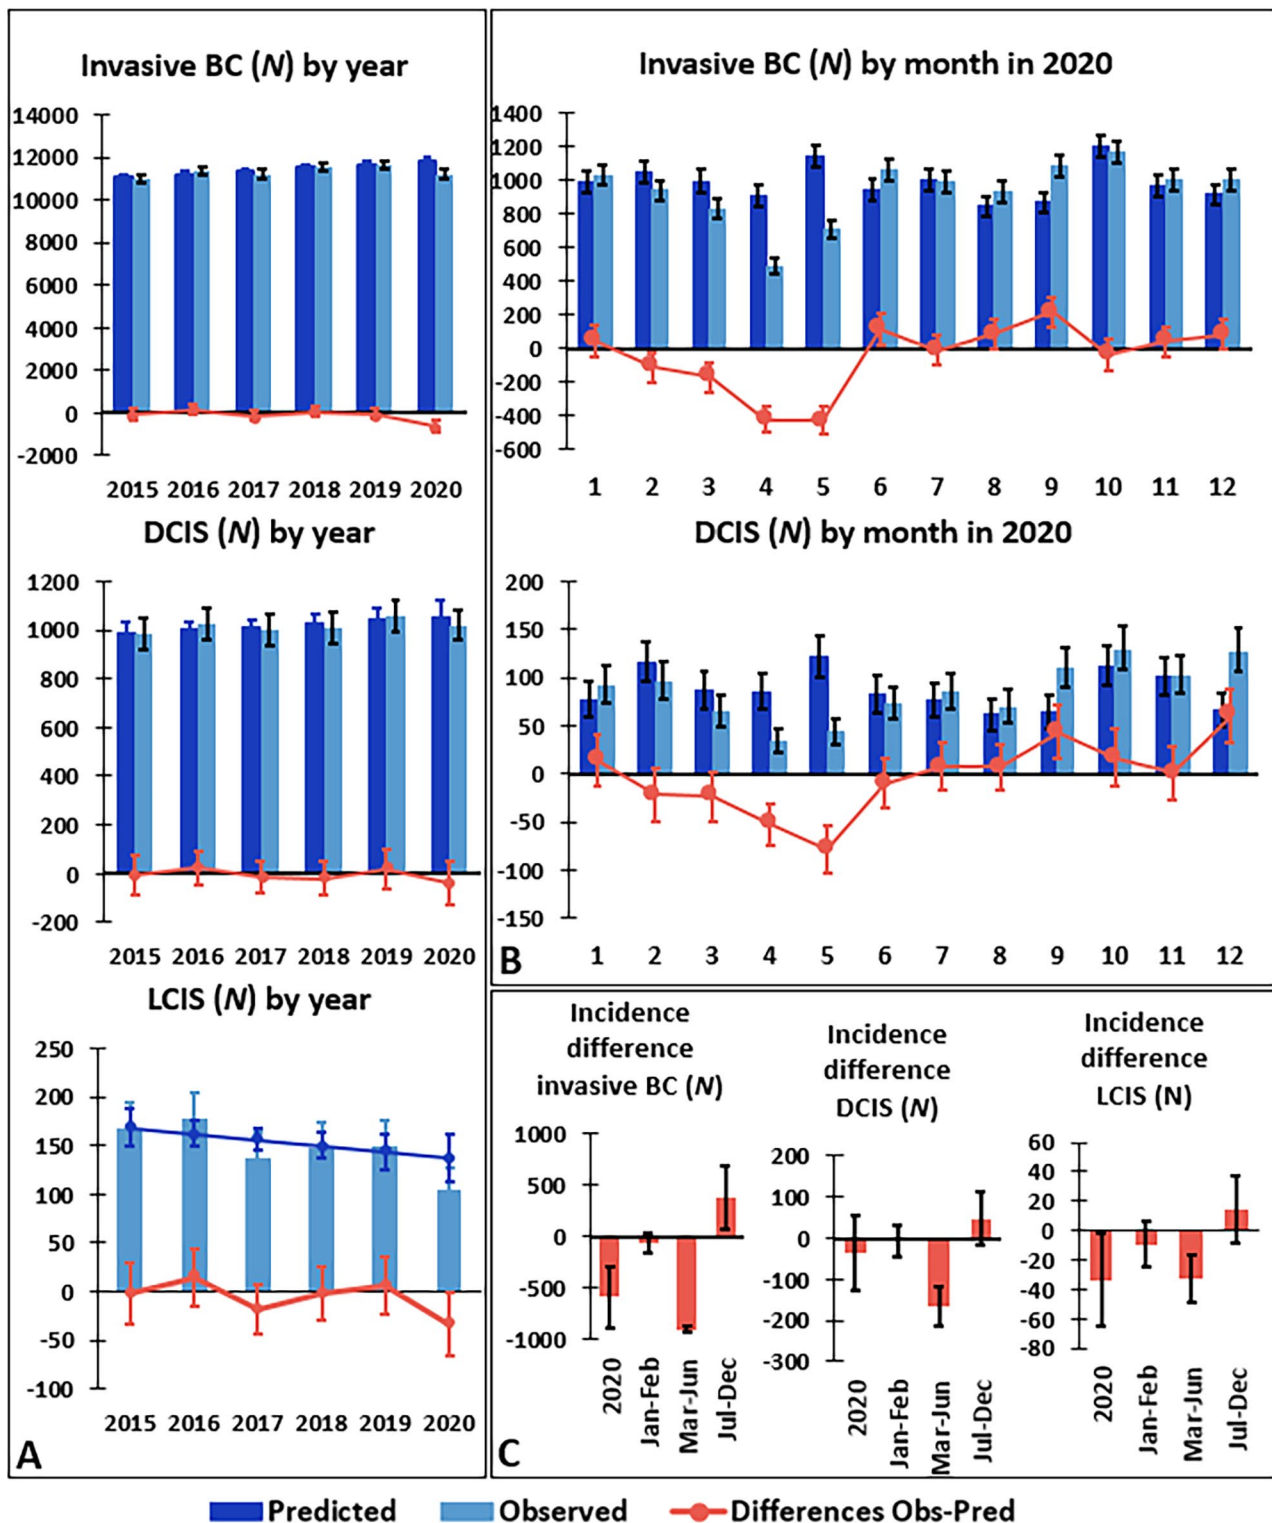 Invasive BC (N) by year
14000
12000
10000
8000
6000
4000
2000
0
-2000
2015 2016 2017 2018 2019 2020
DCIS (N) by year
1200
1000
800
600
400
200
0
-200
2015 2016 2017 2018 2019 2020
LCIS (N) by year
250
200
150
100
50
0
-50
-100
2015 2016 2017 2018 2019 2020
A
Invasive BC (N) by month in 2020
1400
1200
1000
800
600
400
200
0
-200
-400
-600
1 2 3 4 5 6 7 8 9 10 11 12
DCIS (N) by month in 2020
200
150
100
50
0
-50
-100
-150
1 2 3 4 5 6 7 8 9 10 11 12
B
Incidence
difference
invasive BC (N)
1000
500
0
-500
-1000
2020
Jan-Feb
Mar-Jun
Jul-Dec
Incidence
difference
DCIS (N)
200
100
0
-100
-200
-300
2020
Jan-Feb
Mar-Jun
Jul-Dec
Incidence
difference
LCIS (N)
60
40
20
0
-20
-40
-60
-80
2020
Jan-Feb
Mar-Jun
Jul-Dec
C
Predicted Observed Differences Obs-Pred